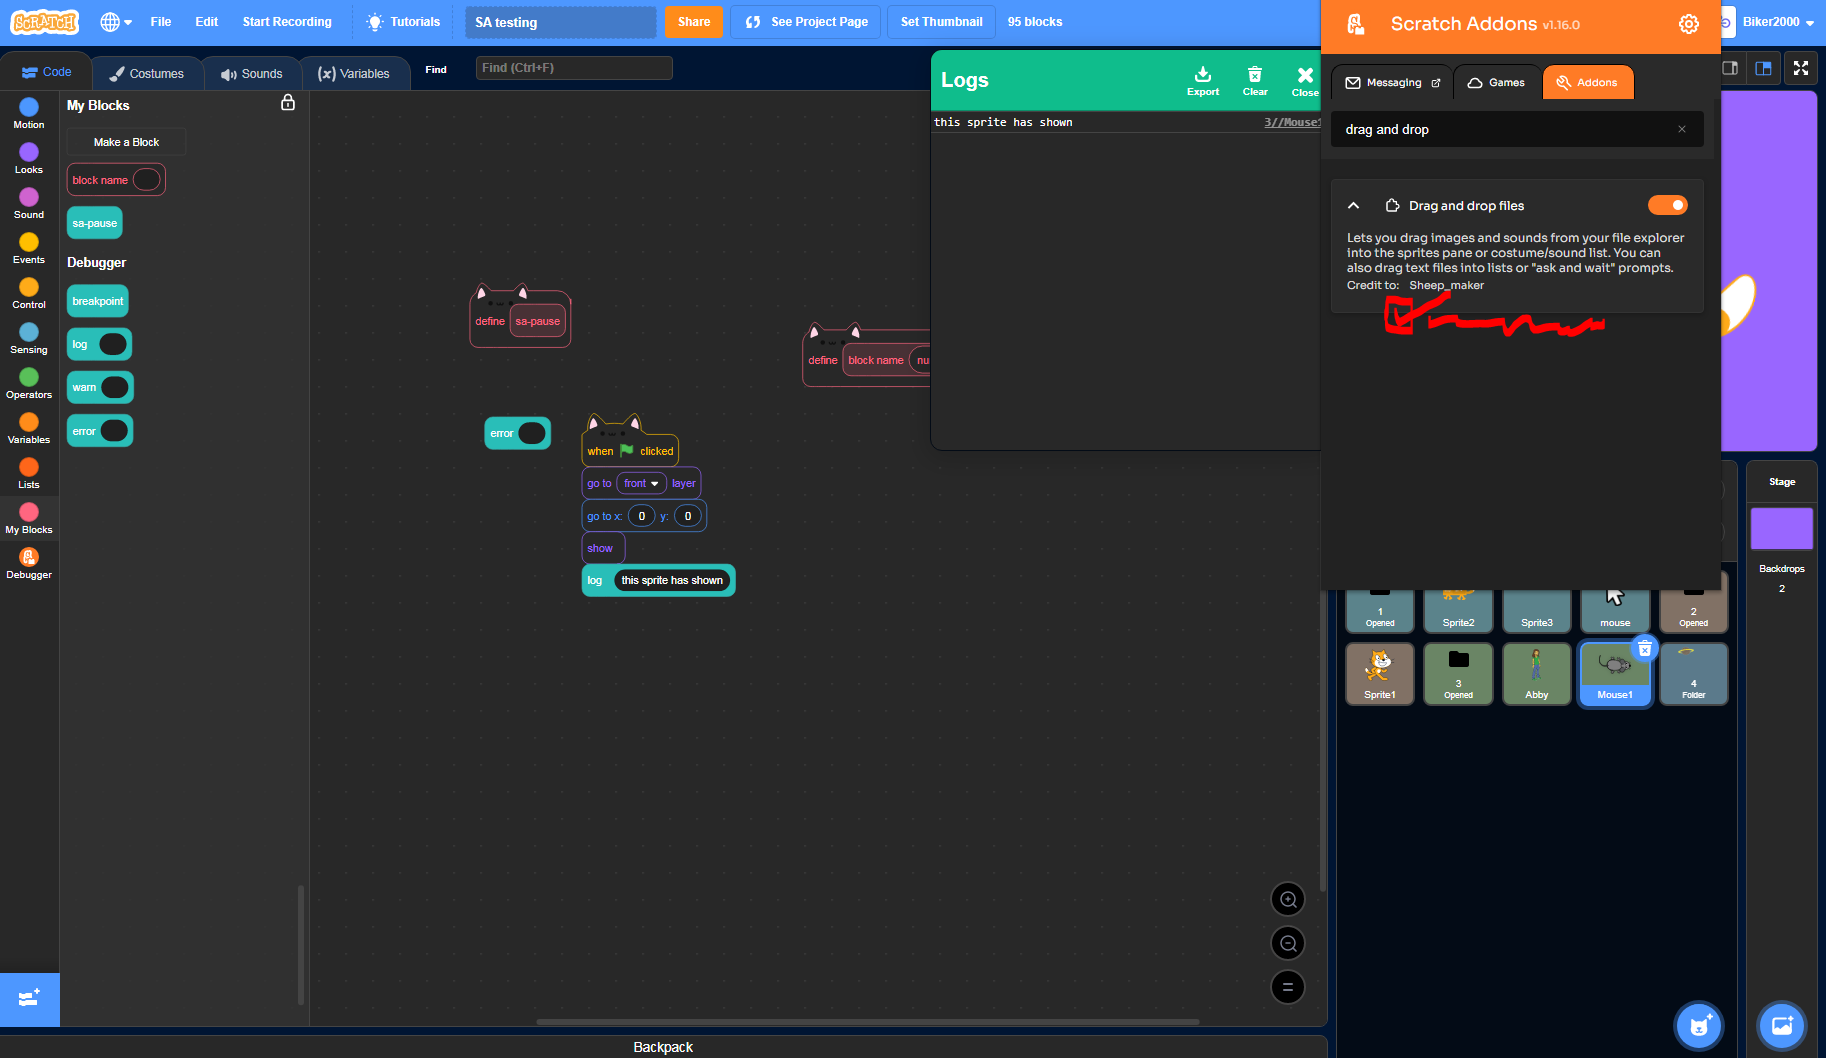 SCRATCH
File
Edit
Start Recording
Tutorials
SA testing
Share
See Project Page
Set Thumbnail
95 blocks
Scratch Addons v1.16.0
Biker2000
Code
Costumes
Sounds
(x) Variables
Find
Find (Ctrl+F)
Logs
Export
Clear
Close
Messaging
Games
Addons
this sprite has shown
3//Mouse1
drag and drop
Drag and drop files
Lets you drag images and sounds from your file explorer
into the sprites pane or costume/sound list. You can
also drag text files into lists or "ask and wait" prompts.
Credit to: Sheep_maker
Motion
Looks
Sound
Events
Control
Sensing
Operators
Variables
Lists
My Blocks
Debugger
My Blocks
Make a Block
block name
sa-pause
Debugger
breakpoint
log
warn
error
define sa-pause
define block name nu
error
when clicked
go to front layer
go to x: 0 y: 0
show
log this sprite has shown
Stage
Backdrops
2
1
Opened
Sprite2
Sprite3
mouse
2
Opened
Sprite1
3
Opened
Abby
Mouse1
4
Folder
Backpack